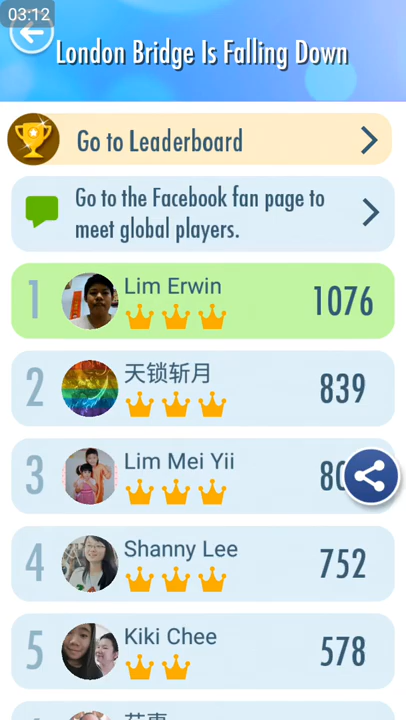 03:12
London Bridge Is Falling Down
Go to Leaderboard
Go to the Facebook fan page to
meet global players.
1
Lim Erwin
1076
2
天锁斩月
839
3
Lim Mei Yii
4
Shanny Lee
752
5
Kiki Chee
578